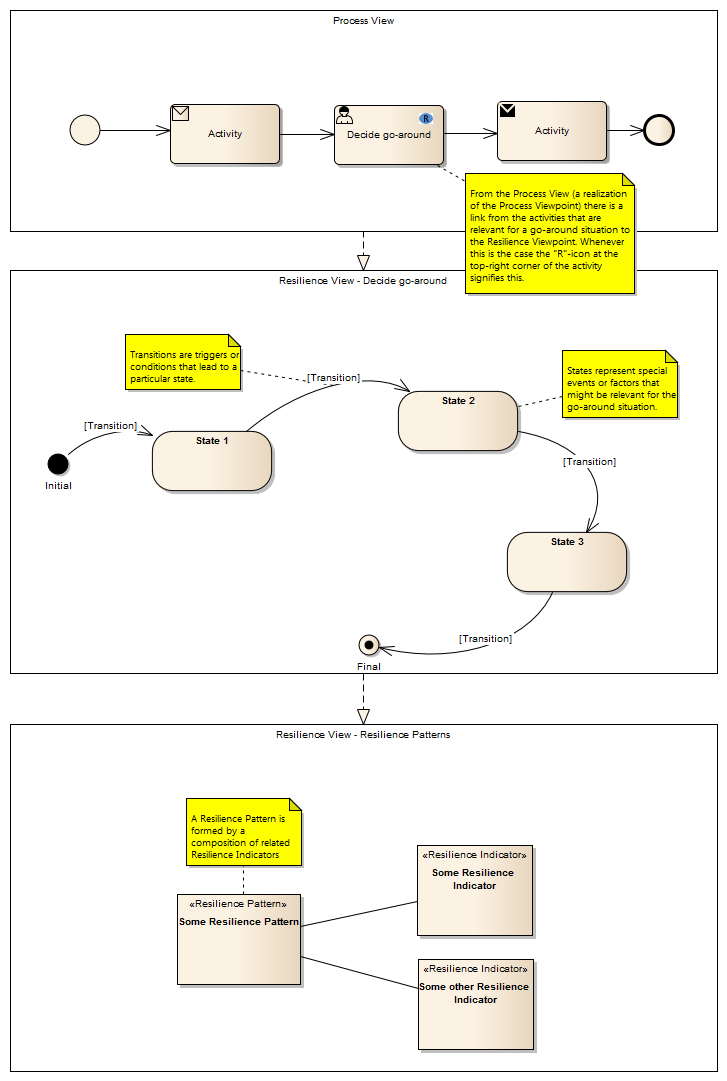 Process View
Activity
R
Decide go-around
Activity
From the Process View (a realization
of the Process Viewpoint) there is a
link from the activities that are
relevant for a go-around situation to
the Resilience Viewpoint. Whenever
this is the case the "R"-icon at the
top-right corner of the activity
signifies this.
Resilience View - Decide go-around
Transitions are triggers or
conditions that lead to a
particular state.
[Transition]
States represent special
events or factors that
might be relevant for the
go-around situation.
State 2
[Transition]
State 1
[Transition]
Initial
State 3
[Transition]
Final
Resilience View - Resilience Patterns
A Resilience Pattern is
formed by a
composition of related
Resilience Indicators
«Resilience Indicator»
Some Resilience
Indicator
«Resilience Pattern»
Some Resilience Pattern
«Resilience Indicator»
Some other Resilience
Indicator